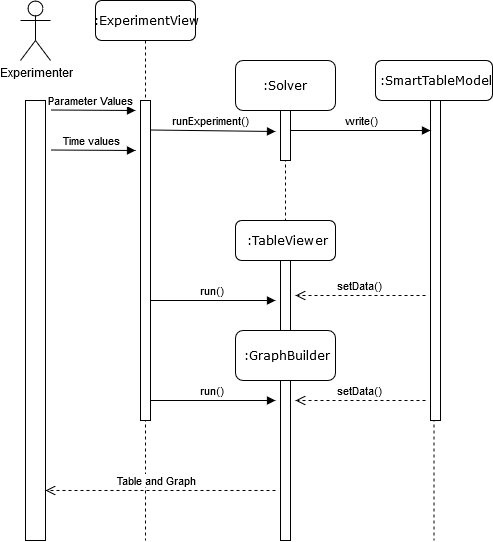 :ExperimentView
Experimenter
:Solver
:SmartTableModel
Parameter Values
runExperiment()
write()
Time values
:TableViewer
run()
setData()
:GraphBuilder
run()
setData()
Table and Graph